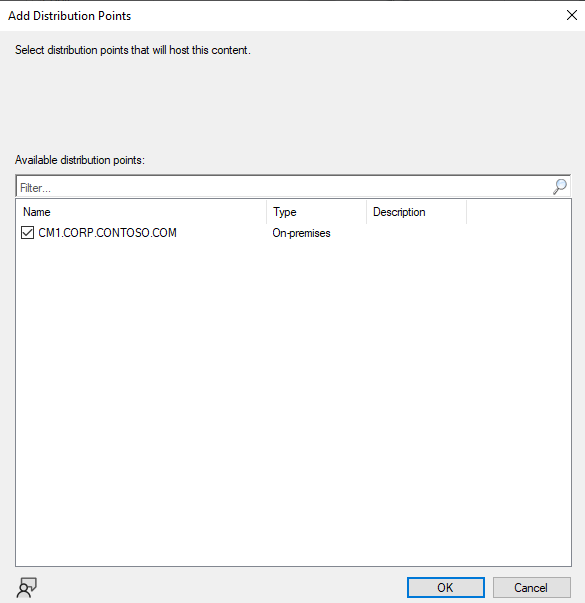 Add Distribution Points
Select distribution points that will host this content.
Available distribution points:
Filter...
Name Type Description
CM1.CORP.CONTOSO.COM On-premises
OK Cancel